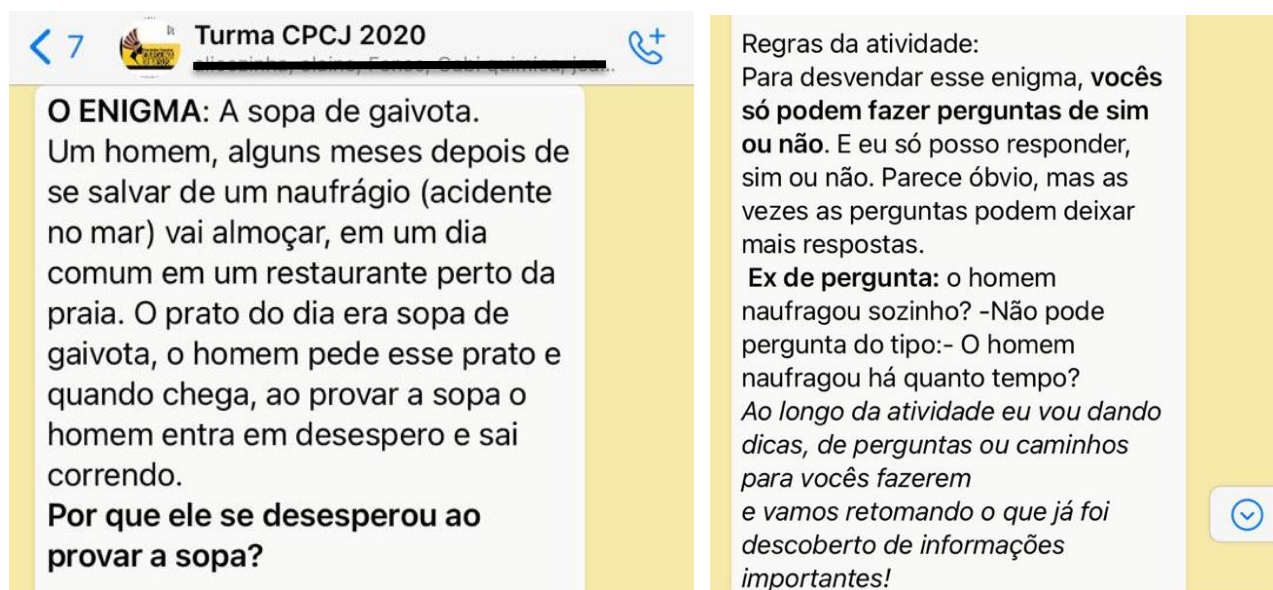 7
Turma CPCJ 2020
O ENIGMA: A sopa de gaivota.
Um homem, alguns meses depois de
se salvar de um naufrágio (acidente
no mar) vai almoçar, em um dia
comum em um restaurante perto da
praia. O prato do dia era sopa de
gaivota, o homem pede esse prato e
quando chega, ao provar a sopa o
homem entra em desespero e sai
correndo.
Por que ele se desesperou ao
provar a sopa?
Regras da atividade:
Para desvendar esse enigma, vocês
só podem fazer perguntas de sim
ou não. E eu só posso responder,
sim ou não. Parece óbvio, mas as
vezes as perguntas podem deixar
mais respostas.
Ex de pergunta: o homem
naufragou sozinho? -Não pode
pergunta do tipo:- O homem
naufragou há quanto tempo?
Ao longo da atividade eu vou dando
dicas, de perguntas ou caminhos
para vocês fazerem
e vamos retomando o que já foi
descoberto de informações
importantes!